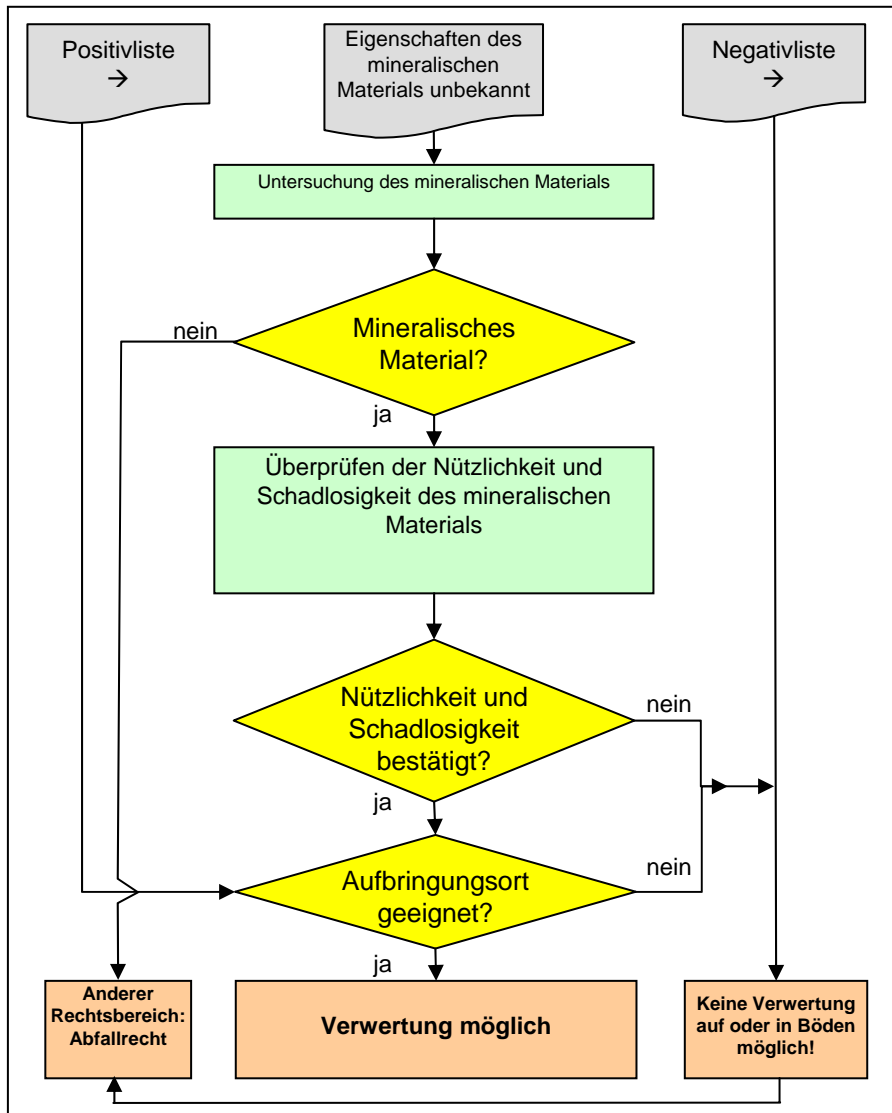 Positivliste
→
Eigenschaften des
mineralischen
Materials unbekannt
Negativliste
→
Untersuchung des mineralischen Materials
nein
Mineralisches
Material?
ja
Überprüfen der Nützlichkeit und
Schadlosigkeit des mineralischen
Materials
Nützlichkeit und
Schadlosigkeit
bestätigt?
nein
ja
Aufbringungsort
geeignet?
nein
ja
Anderer
Rechtsbereich:
Abfallrecht
Verwertung möglich
Keine Verwertung
auf oder in Böden
möglich!